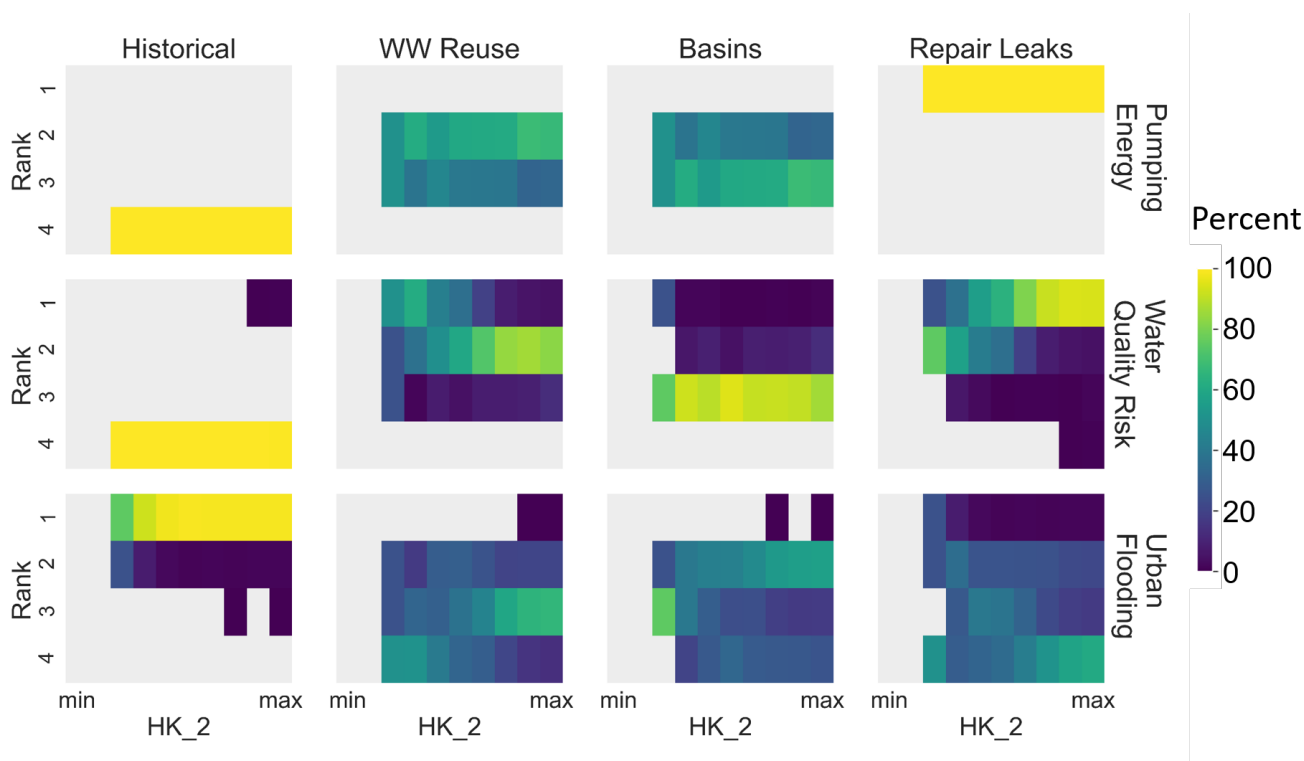 Historical WW Reuse Basins Repair Leaks
Rank 1 2 3 4
Pumping
Energy
Percent
100
80
60
40
20
0
Rank 1 2 3 4
Water
Quality Risk
Rank 1 2 3 4
Urban
Flooding
min max min max min max min max
HK_2 HK_2 HK_2 HK_2